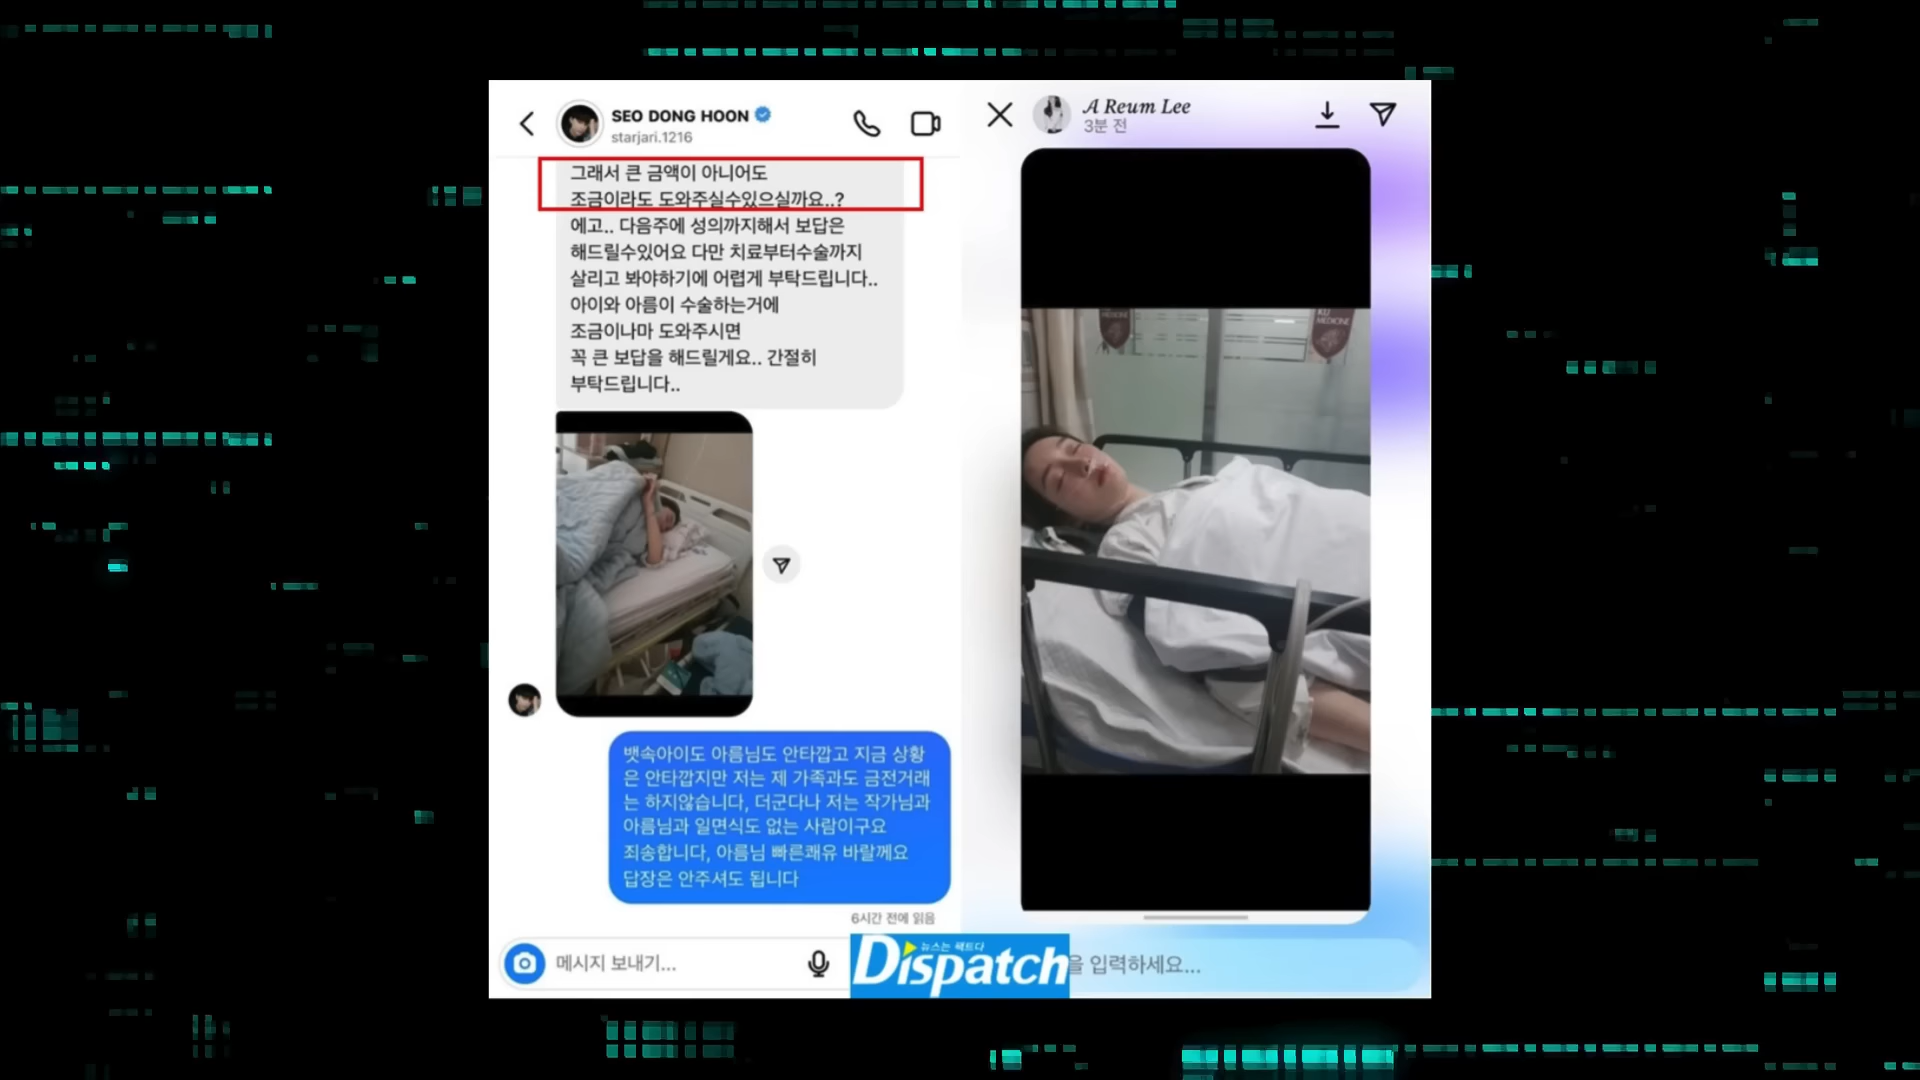 SEO DONG HOON
starjari.1216
그래서 큰 금액이 아니어도
조금이라도 도와주실수있으실까요..?
에고.. 다음주에 성의까지해서 보답은
해드릴수있어요 다만 치료부터수술까지
살리고 봐야하기에 어렵게 부탁드립니다..
아이와 아름이 수술하는거에
조금이나마 도와주시면
꼭 큰 보답을 해드릴게요.. 간절히
부탁드립니다..
뱃속아이도 아름님도 안타깝고 지금 상황
은 안타깝지만 저는 제 가족과도 금전거래
는 하지않습니다, 더군다나 저는 작가님과
아름님과 일면식도 없는 사람이구요
죄송합니다, 아름님 빠른쾌유 바랄께요
답장은 안주셔도 됩니다
6시간 전에 읽음
메시지 보내기...
A Reum Lee
3분 전
KU
MEDICINE
을 입력하세요...
뉴스는 팩트다
Dispatch